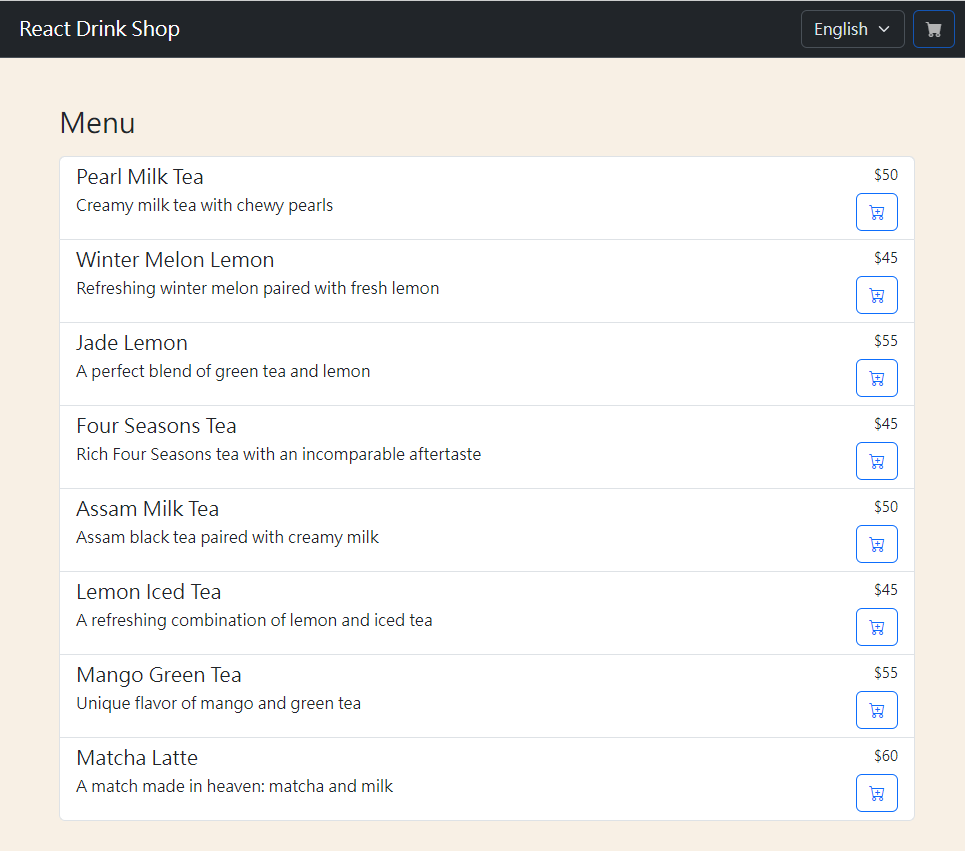 React Drink Shop
English
Menu
Pearl Milk Tea
$50
Creamy milk tea with chewy pearls
Winter Melon Lemon
$45
Refreshing winter melon paired with fresh lemon
Jade Lemon
$55
A perfect blend of green tea and lemon
Four Seasons Tea
$45
Rich Four Seasons tea with an incomparable aftertaste
Assam Milk Tea
$50
Assam black tea paired with creamy milk
Lemon Iced Tea
$45
A refreshing combination of lemon and iced tea
Mango Green Tea
$55
Unique flavor of mango and green tea
Matcha Latte
$60
A match made in heaven: matcha and milk